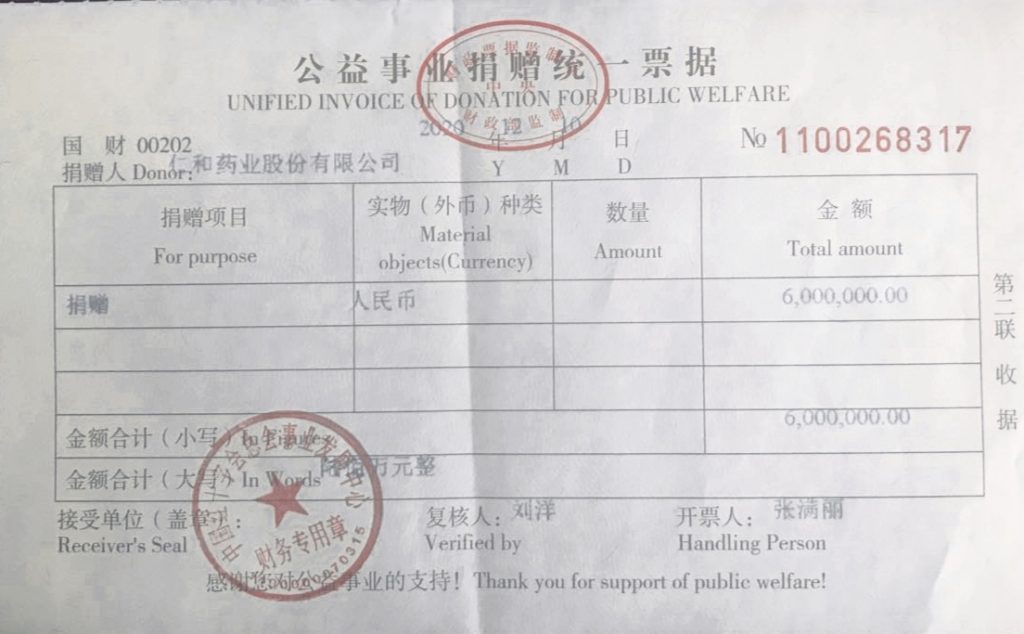 公益事业捐赠统一票据
UNIFIED INVOICE OF DONATION FOR PUBLIC WELFARE
财政部监制
2020 12 10
国 财 00202 年 月 日 № 1100268317
捐赠人 Donor: 仁和药业股份有限公司 Y M D
捐赠项目 实物（外币）种类 数量 金 额
For purpose Material objects(Currency) Amount Total amount
捐赠 人民币 6,000,000.00
金额合计（小写）In Figures 6,000,000.00
金额合计（大写）In Words 陆佰万元整
接受单位（盖章）： 复核人：刘洋 开票人：张满丽
Receiver's Seal Verified by Handling Person
财务专用章
感谢您对公益事业的支持！Thank you for support of public welfare!
第二联 收据